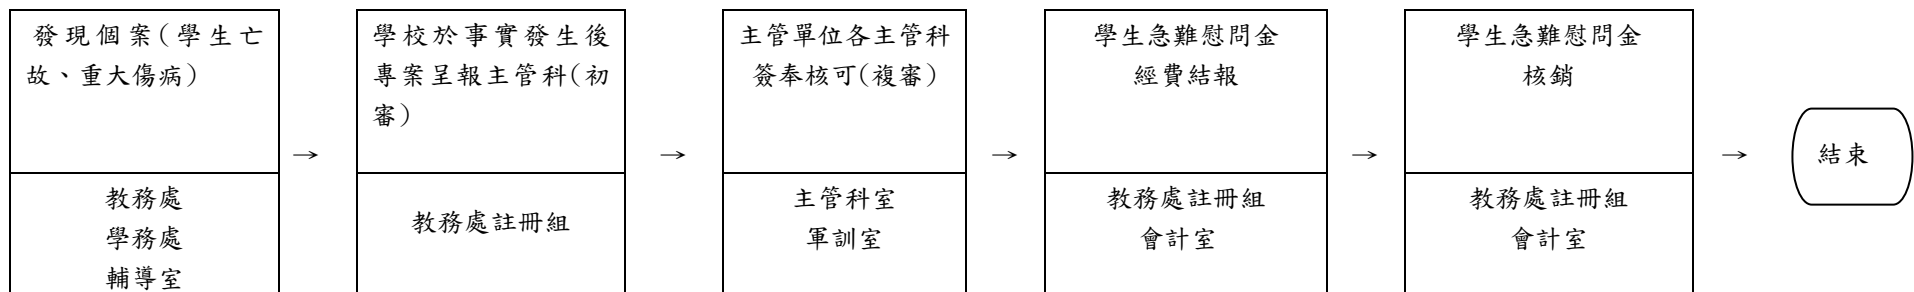 發現個案(學生亡
故、重大傷病)
教務處
學務處
輔導室
→
學校於事實發生後
專案呈報主管科(初
審)
教務處註冊組
→
主管單位各主管科
簽奉核可(複審)
主管科室
軍訓室
→
學生急難慰問金
經費結報
教務處註冊組
會計室
→
學生急難慰問金
核銷
教務處註冊組
會計室
→
結束